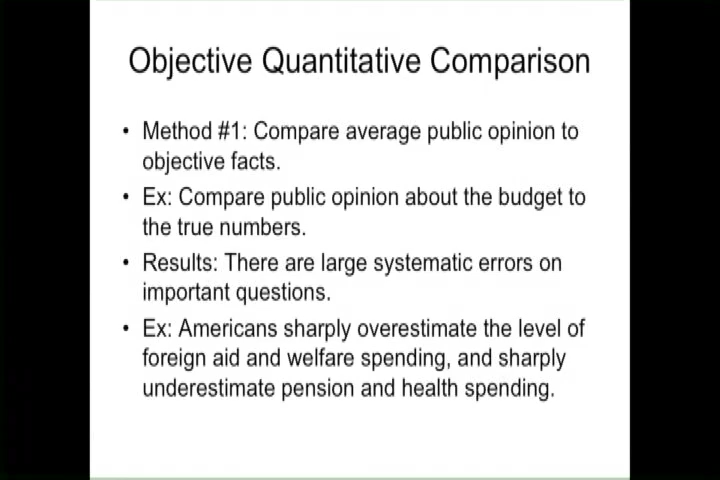 Objective Quantitative Comparison
• Method #1: Compare average public opinion to
objective facts.
• Ex: Compare public opinion about the budget to
the true numbers.
• Results: There are large systematic errors on
important questions.
• Ex: Americans sharply overestimate the level of
foreign aid and welfare spending, and sharply
underestimate pension and health spending.